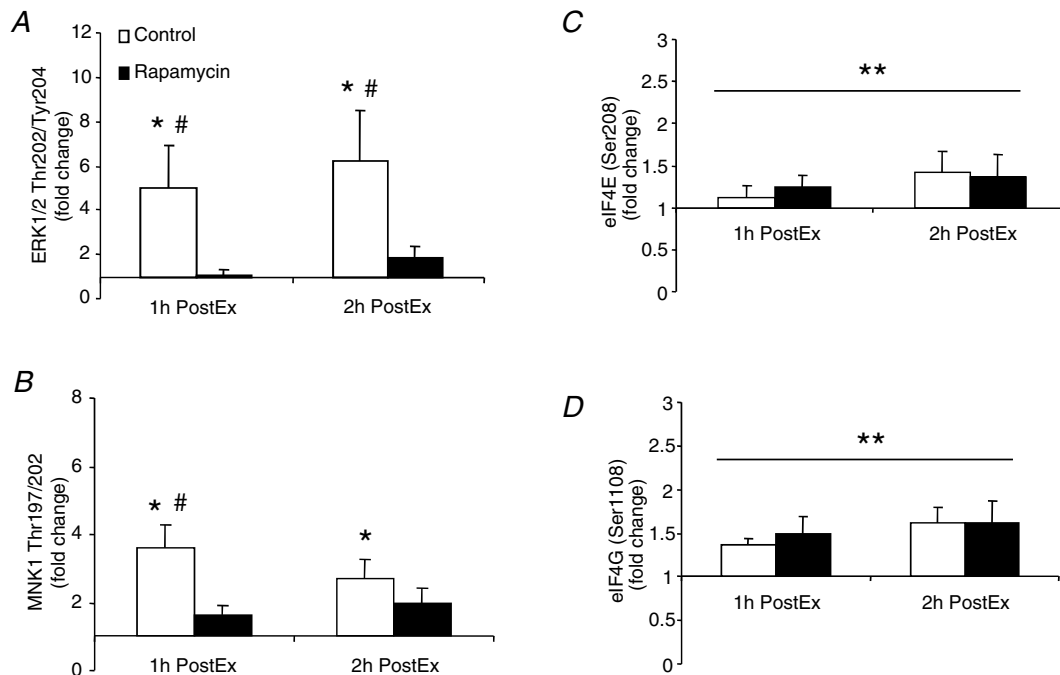 A
Control
Rapamycin
ERK1/2 Thr202/Tyr204
(fold change)
12
10
8
6
4
2
0
* #
* #
1h PostEx
2h PostEx
B
MNK1 Thr197/202
(fold change)
8
6
4
2
0
* #
*
1h PostEx
2h PostEx
C
eIF4E (Ser208)
(fold change)
3
2.5
2
1.5
1
0.5
0
**
1h PostEx
2h PostEx
D
eIF4G (Ser1108)
(fold change)
3
2.5
2
1.5
1
0.5
0
**
1h PostEx
2h PostEx